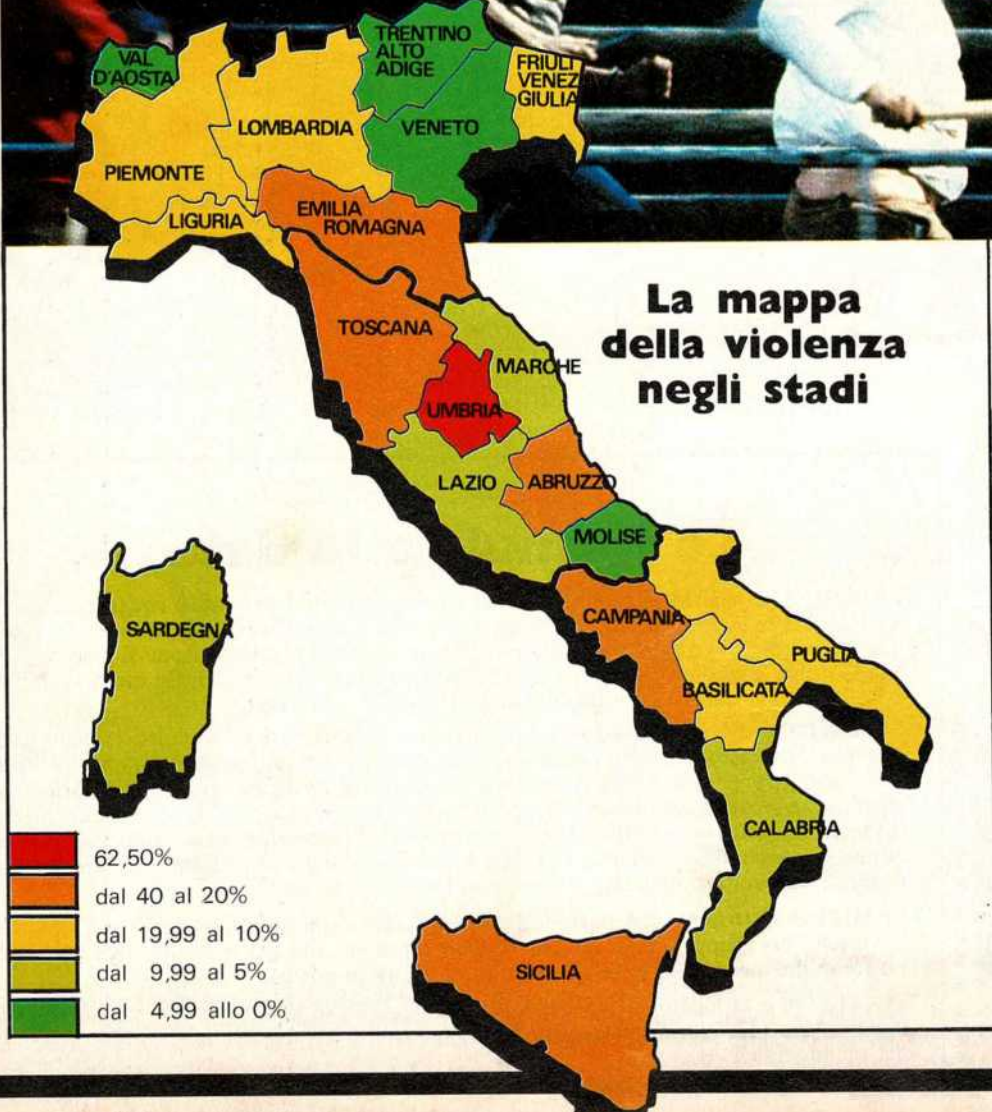 VAL
D'AOSTA
TRENTINO
ALTO
ADIGE
FRIULI
VENEZ
GIULIA
LOMBARDIA
VENETO
PIEMONTE
LIGURIA
EMILIA
ROMAGNA
La mappa
della violenza
negli stadi
TOSCANA
MARCHE
UMBRIA
LAZIO
ABRUZZO
MOLISE
SARDEGNA
CAMPANIA
PUGLIA
BASILICATA
CALABRIA
SICILIA
62,50%
dal 40 al 20%
dal 19,99 al 10%
dal 9,99 al 5%
dal 4,99 allo 0%